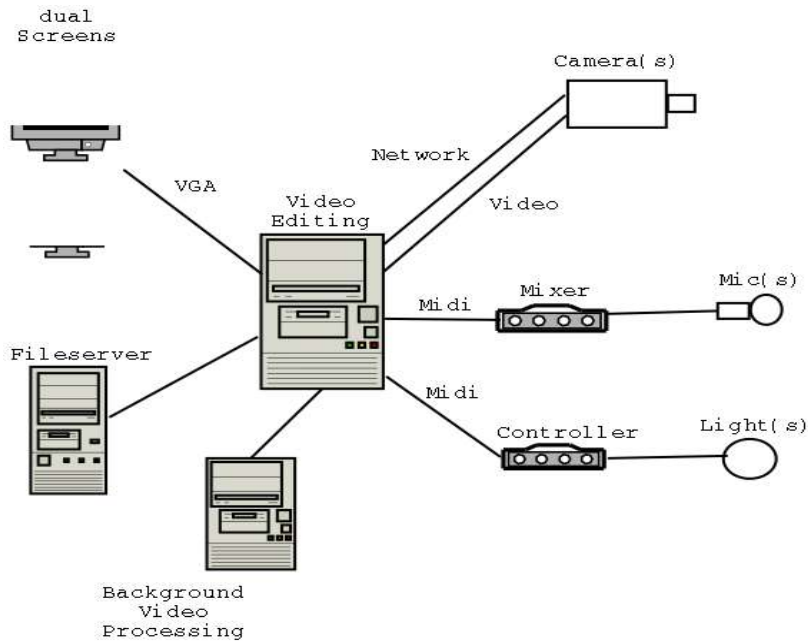 dual
Screens
Camera(s)
Network
VGA
Video
Video
Editing
Mic(s)
Mixer
Midi
Fileserver
Midi
Light(s)
Controller
Background
Video
Processing